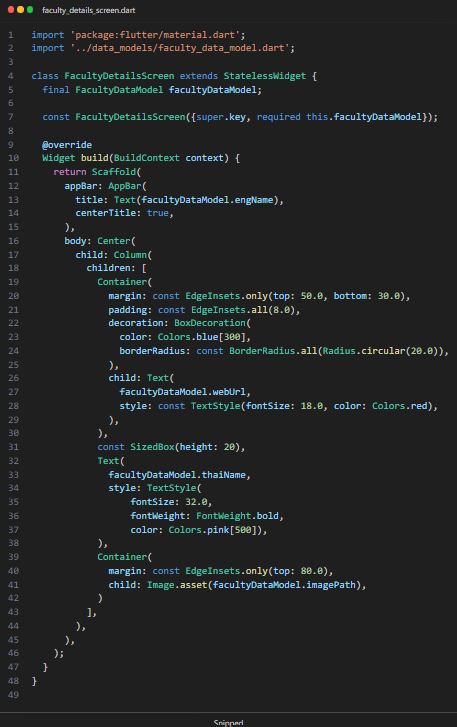 faculty_details_screen.dart
1 import 'package:flutter/material.dart';
2 import '../data_models/faculty_data_model.dart';
3
4 class FacultyDetailsScreen extends StatelessWidget {
5   final FacultyDataModel facultyDataModel;
6
7   const FacultyDetailsScreen({super.key, required this.facultyDataModel});
8
9   @override
10   Widget build(BuildContext context) {
11     return Scaffold(
12       appBar: AppBar(
13         title: Text(facultyDataModel.engName),
14         centerTitle: true,
15       ),
16       body: Center(
17         child: Column(
18           children: [
19             Container(
20               margin: const EdgeInsets.only(top: 50.0, bottom: 30.0),
21               padding: const EdgeInsets.all(8.0),
22               decoration: BoxDecoration(
23                 color: Colors.blue[300],
24                 borderRadius: const BorderRadius.all(Radius.circular(20.0)),
25               ),
26               child: Text(
27                 facultyDataModel.webUrl,
28                 style: const TextStyle(fontSize: 18.0, color: Colors.red),
29               ),
30             ),
31             const SizedBox(height: 20),
32             Text(
33               facultyDataModel.thaiName,
34               style: TextStyle(
35                   fontSize: 32.0,
36                   fontWeight: FontWeight.bold,
37                   color: Colors.pink[500]),
38             ),
39             Container(
40               margin: const EdgeInsets.only(top: 80.0),
41               child: Image.asset(facultyDataModel.imagePath),
42             )
43           ],
44         ),
45       ),
46     );
47   }
48 }
49
Snipped